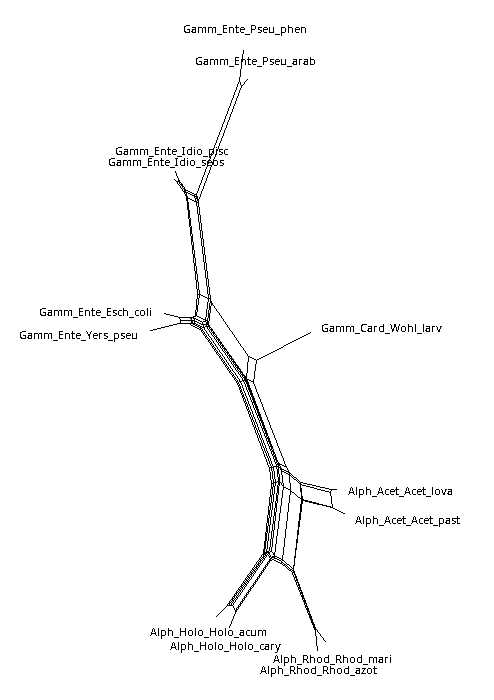 Gamm_Ente_Pseu_phen
Gamm_Ente_Pseu_arab
Gamm_Ente_Idio_pisc
Gamm_Ente_Idio_seos
Gamm_Ente_Esch_coli
Gamm_Card_Wohl_larv
Gamm_Ente_Yers_pseu
Alph_Acet_Acet_lova
Alph_Acet_Acet_past
Alph_Holo_Holo_acum
Alph_Holo_Holo_cary
Alph_Rhod_Rhod_mari
Alph_Rhod_Rhod_azot